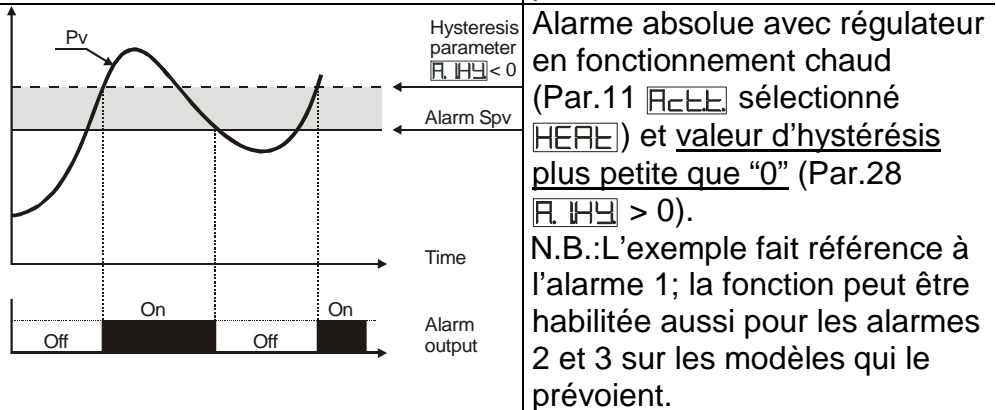 Pv
Hysteresis
parameter
A.1HY. < 0
Alarm Spv
Time
On
On
Off
Off
Alarm
output
Alarme absolue avec régulateur
en fonctionnement chaud
(Par.11 Act.t. sélectionné
HEAt) et valeur d’hystérésis
plus petite que “0” (Par.28
A.1HY. > 0).
N.B.:L’exemple fait référence à
l’alarme 1; la fonction peut être
habilitée aussi pour les alarmes
2 et 3 sur les modèles qui le
prévoient.